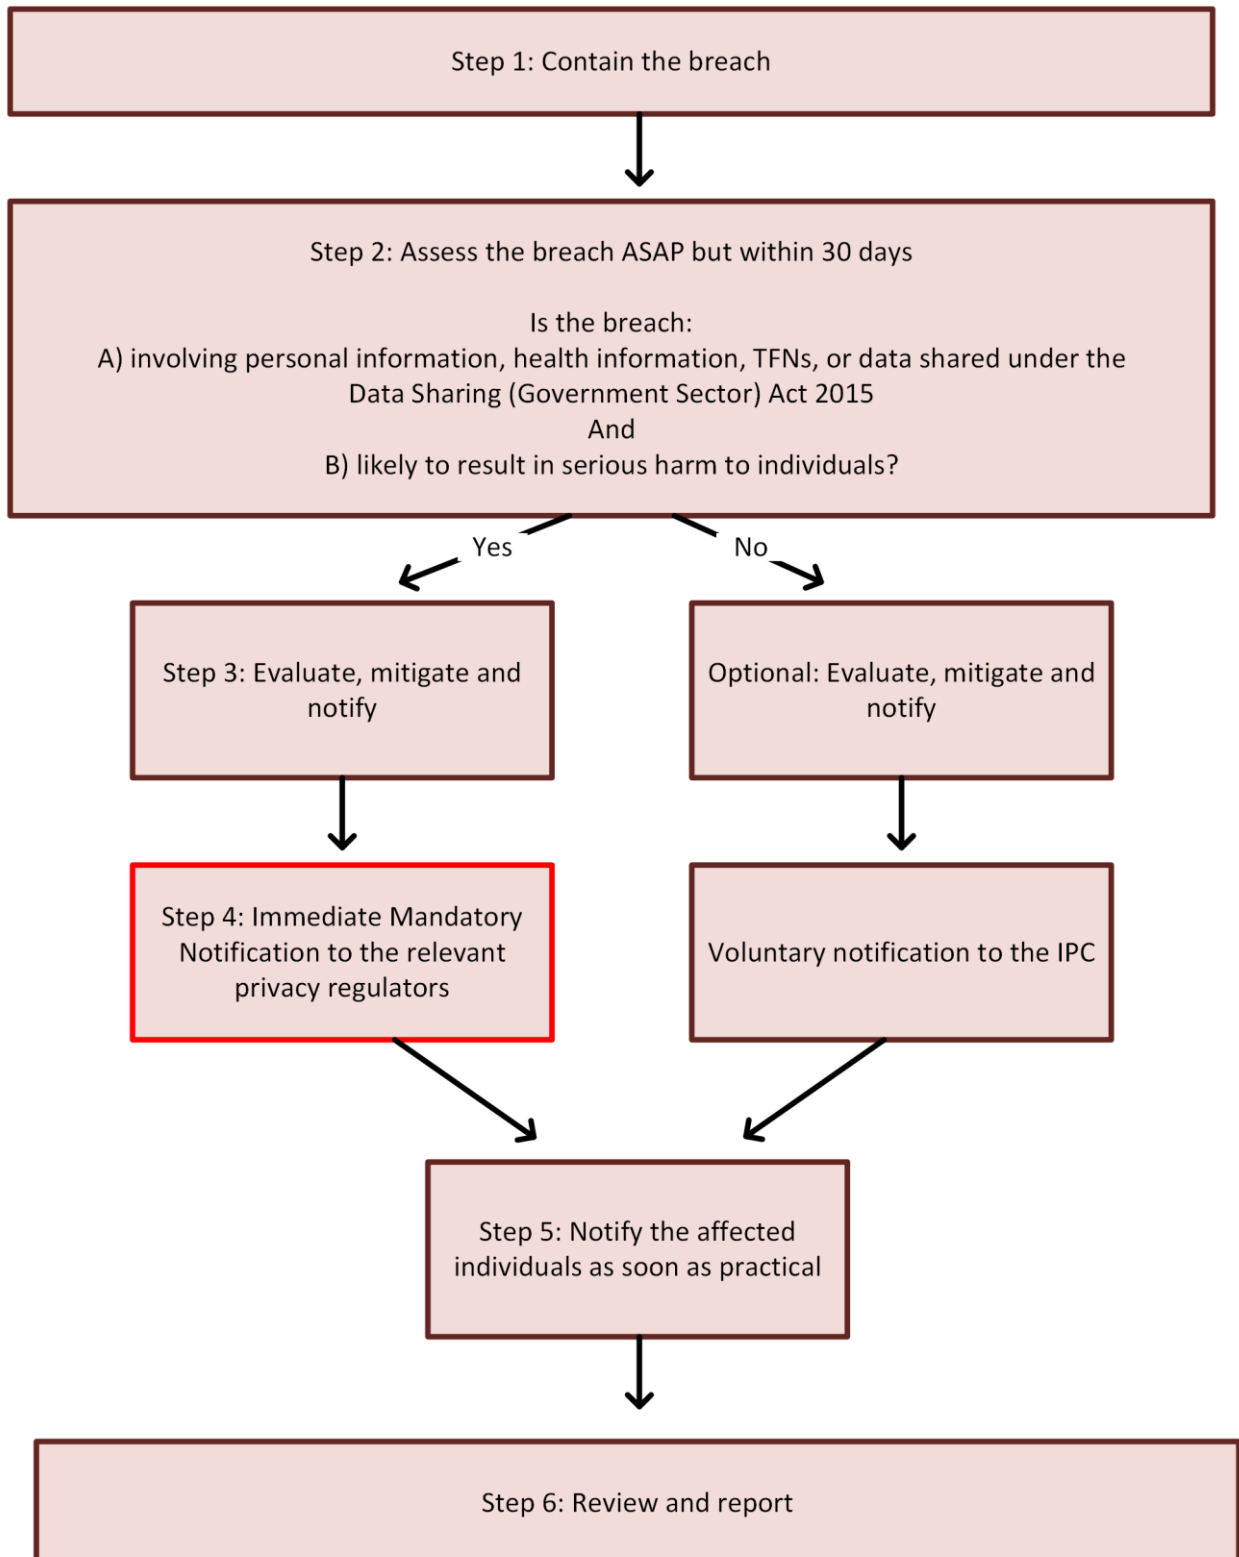 Step 1: Contain the breach
Step 2: Assess the breach ASAP but within 30 days
Is the breach:
A) involving personal information, health information, TFNs, or data shared under the
Data Sharing (Government Sector) Act 2015
And
B) likely to result in serious harm to individuals?
Yes
No
Step 3: Evaluate, mitigate and
notify
Optional: Evaluate, mitigate and
notify
Step 4: Immediate Mandatory
Notification to the relevant
privacy regulators
Voluntary notification to the IPC
Step 5: Notify the affected
individuals as soon as practical
Step 6: Review and report